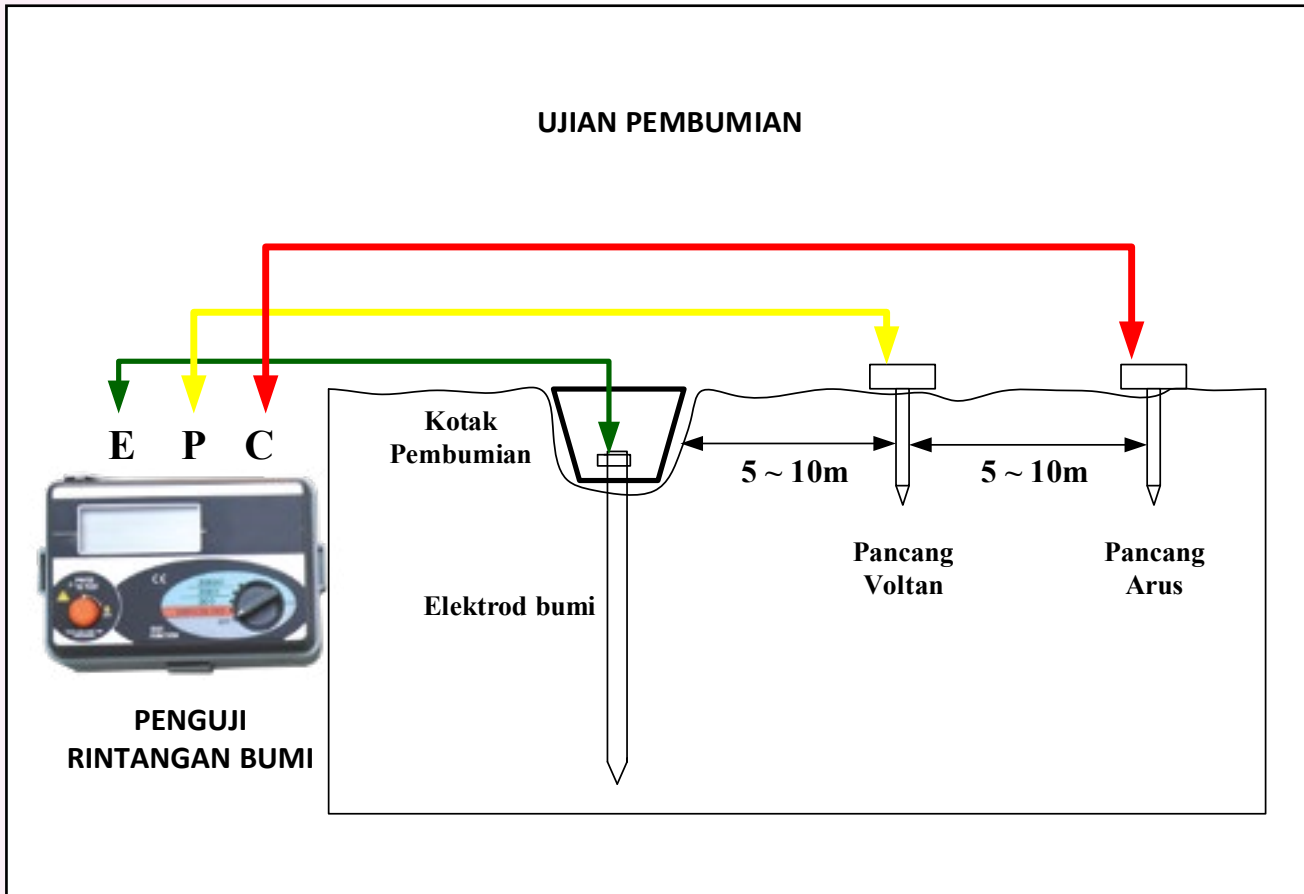 UJIAN PEMBUMIAN
E P C
Kotak
Pembumian
5 ~ 10m
5 ~ 10m
Pancang
Voltan
Pancang
Arus
Elektrod bumi
PENGUJI
RINTANGAN BUMI